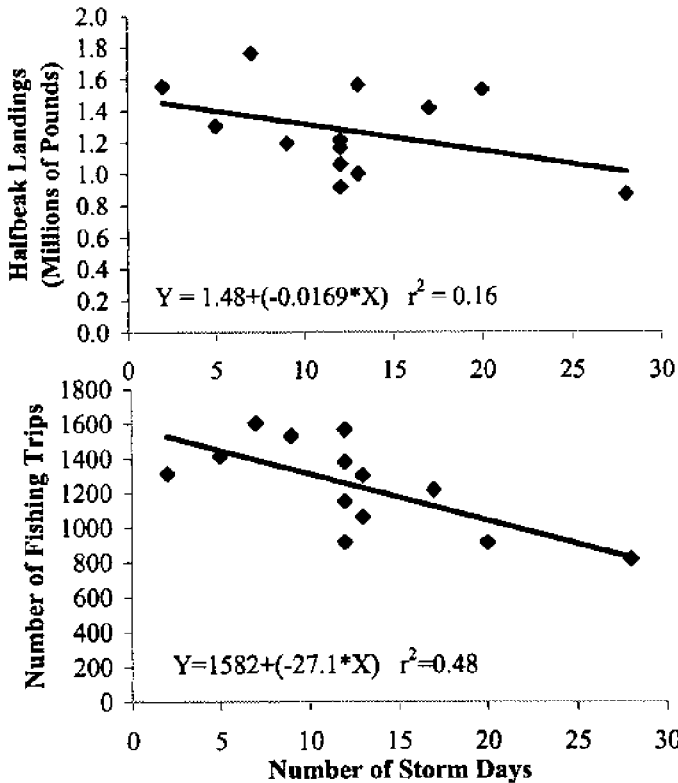 Halfbeak Landings
(Millions of Pounds)
2.0
1.8
1.6
1.4
1.2
1.0
0.8
0.6
0.4
0.2
0.0
Y = 1.48+(-0.0169*X) r² = 0.16
0 5 10 15 20 25 30
Number of Fishing Trips
1800
1600
1400
1200
1000
800
600
400
200
0
Y=1582+(-27.1*X) r²=0.48
0 5 10 15 20 25 30
Number of Storm Days